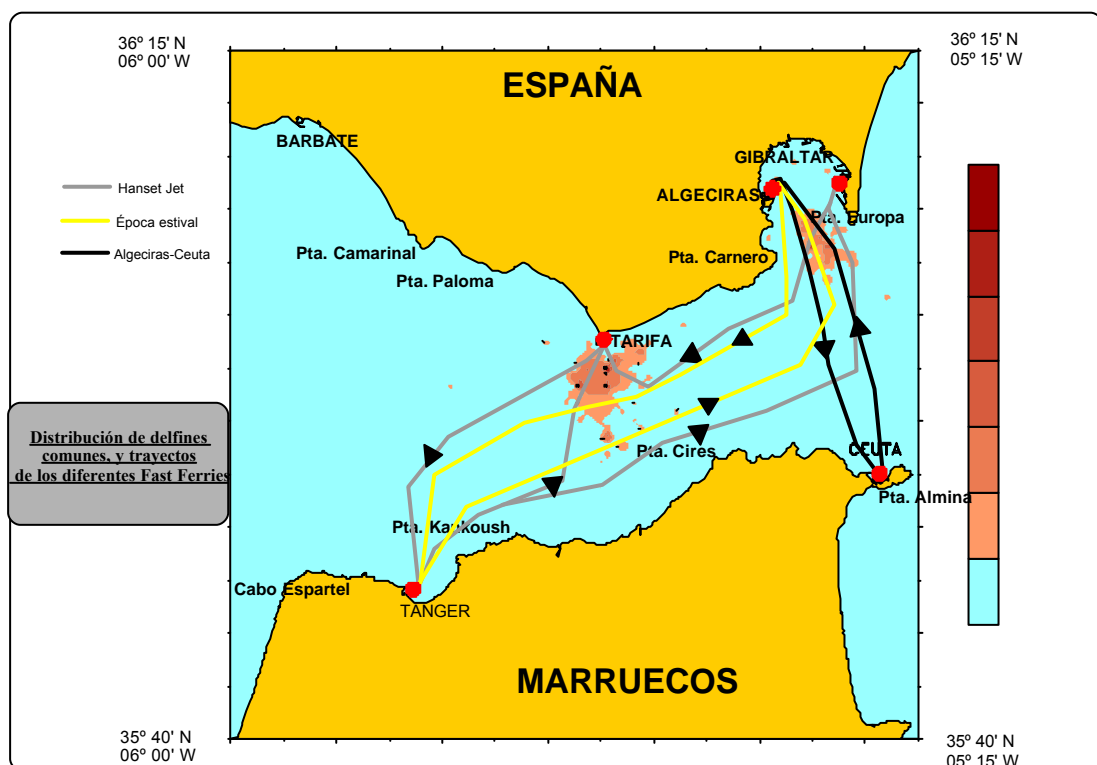 36º 15' N
06º 00' W
36º 15' N
05º 15' W
ESPAÑA
BARBATE
GIBRALTAR
Hanset Jet
ALGECIRAS
Época estival
Pta. Europa
Algeciras-Ceuta
Pta. Camarinal
Pta. Carnero
Pta. Paloma
TARIFA
Distribución de delfines
comunes, y trayectos
de los diferentes Fast Ferries
Pta. Cires
CEUTA
Pta. Almina
Pta. Kankoush
Cabo Espartel
TANGER
MARRUECOS
35º 40' N
06º 00' W
35º 40' N
05º 15' W